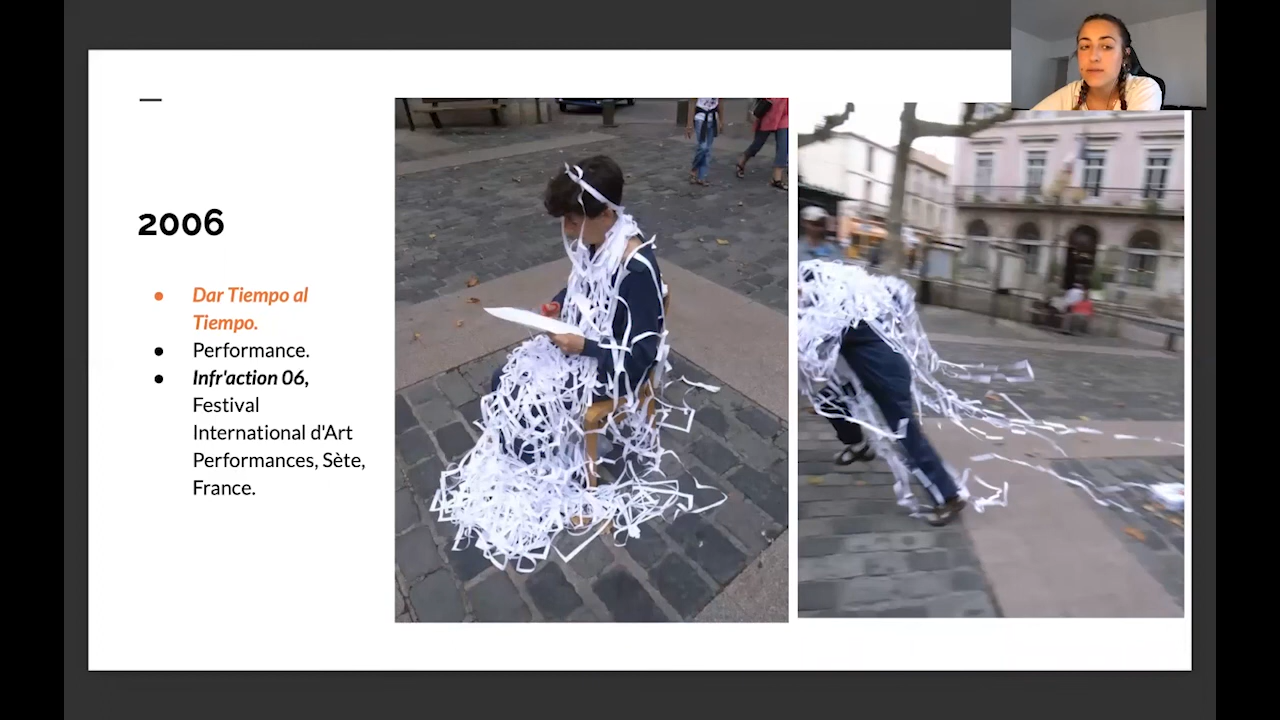 2006
Dar Tiempo al
Tiempo.
Performance.
Infr'action 06,
Festival
International d'Art
Performances, Sète,
France.